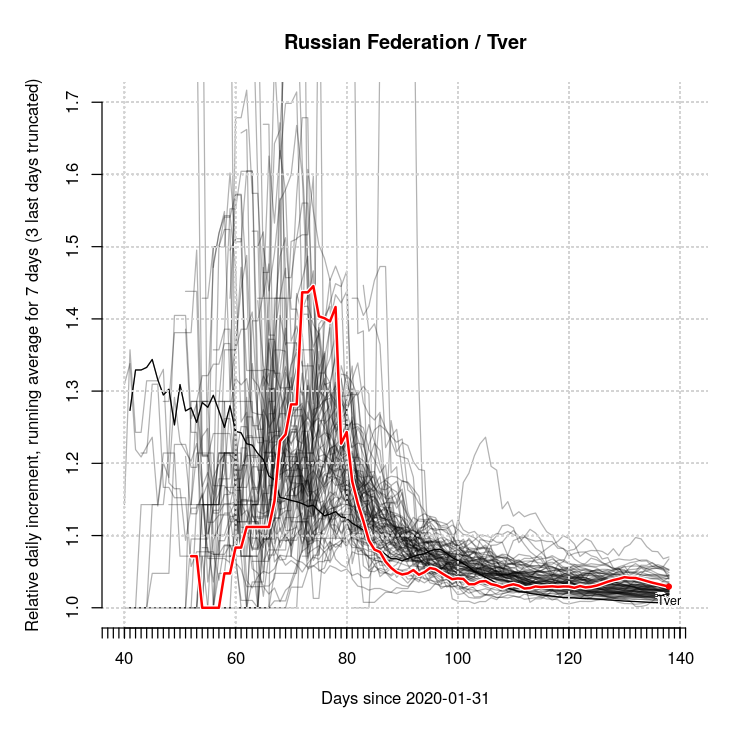 Russian Federation / Tver
Relative daily increment, running average for 7 days (3 last days truncated)
1.7
1.6
1.5
1.4
1.3
1.2
1.1
1.0
Tver
40 60 80 100 120 140
Days since 2020-01-31